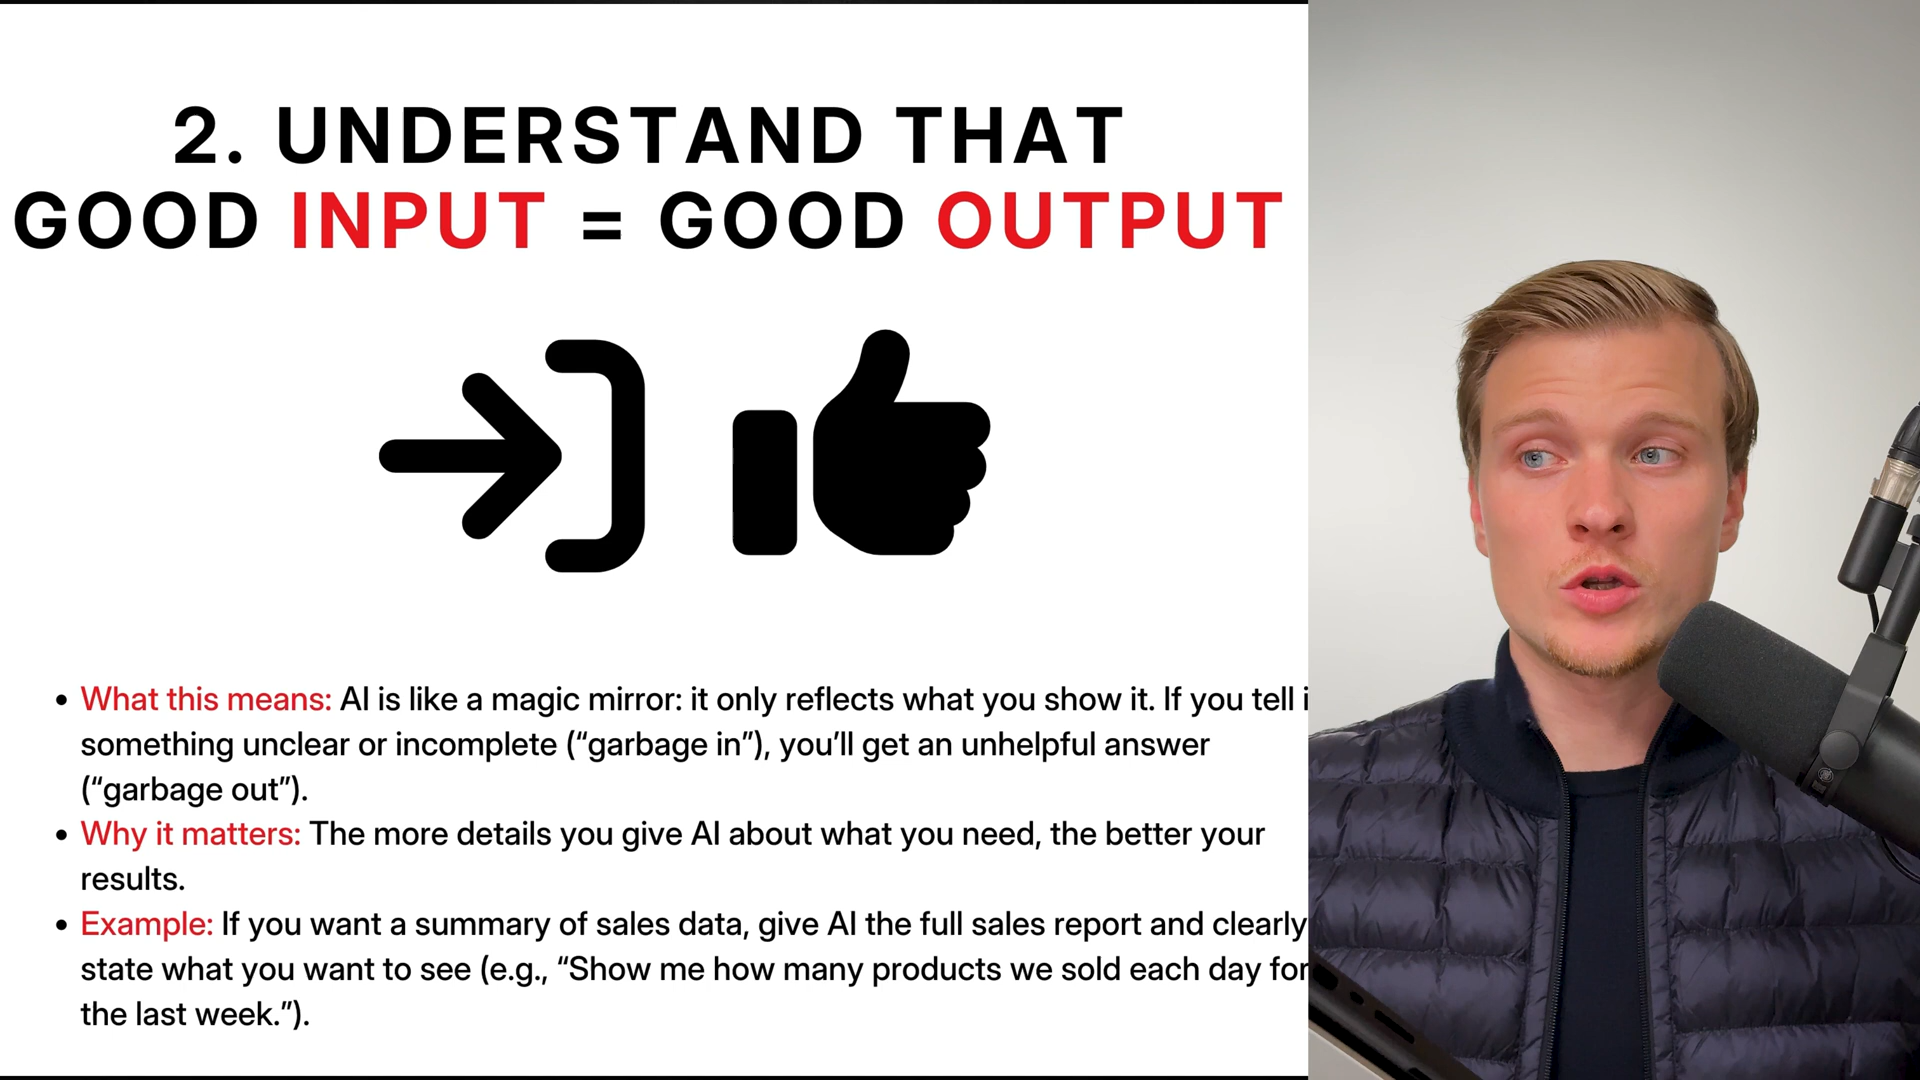 2. UNDERSTAND THAT
GOOD INPUT = GOOD OUTPUT
• What this means: AI is like a magic mirror: it only reflects what you show it. If you tell
something unclear or incomplete (“garbage in”), you’ll get an unhelpful answer
(“garbage out”).
• Why it matters: The more details you give AI about what you need, the better your
results.
• Example: If you want a summary of sales data, give AI the full sales report and clearly
state what you want to see (e.g., “Show me how many products we sold each day for
the last week.”).